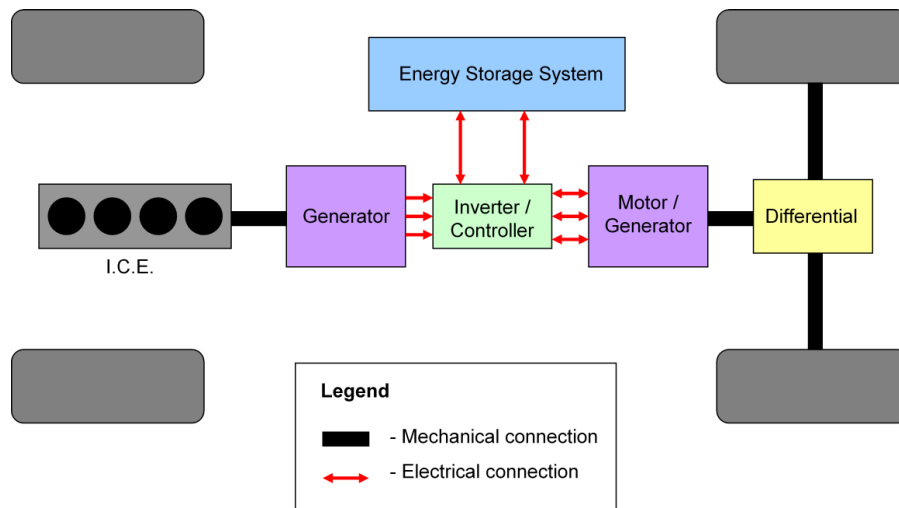 Energy Storage System
Generator
Inverter /
Controller
Motor /
Generator
Differential
I.C.E.
Legend
- Mechanical connection
- Electrical connection